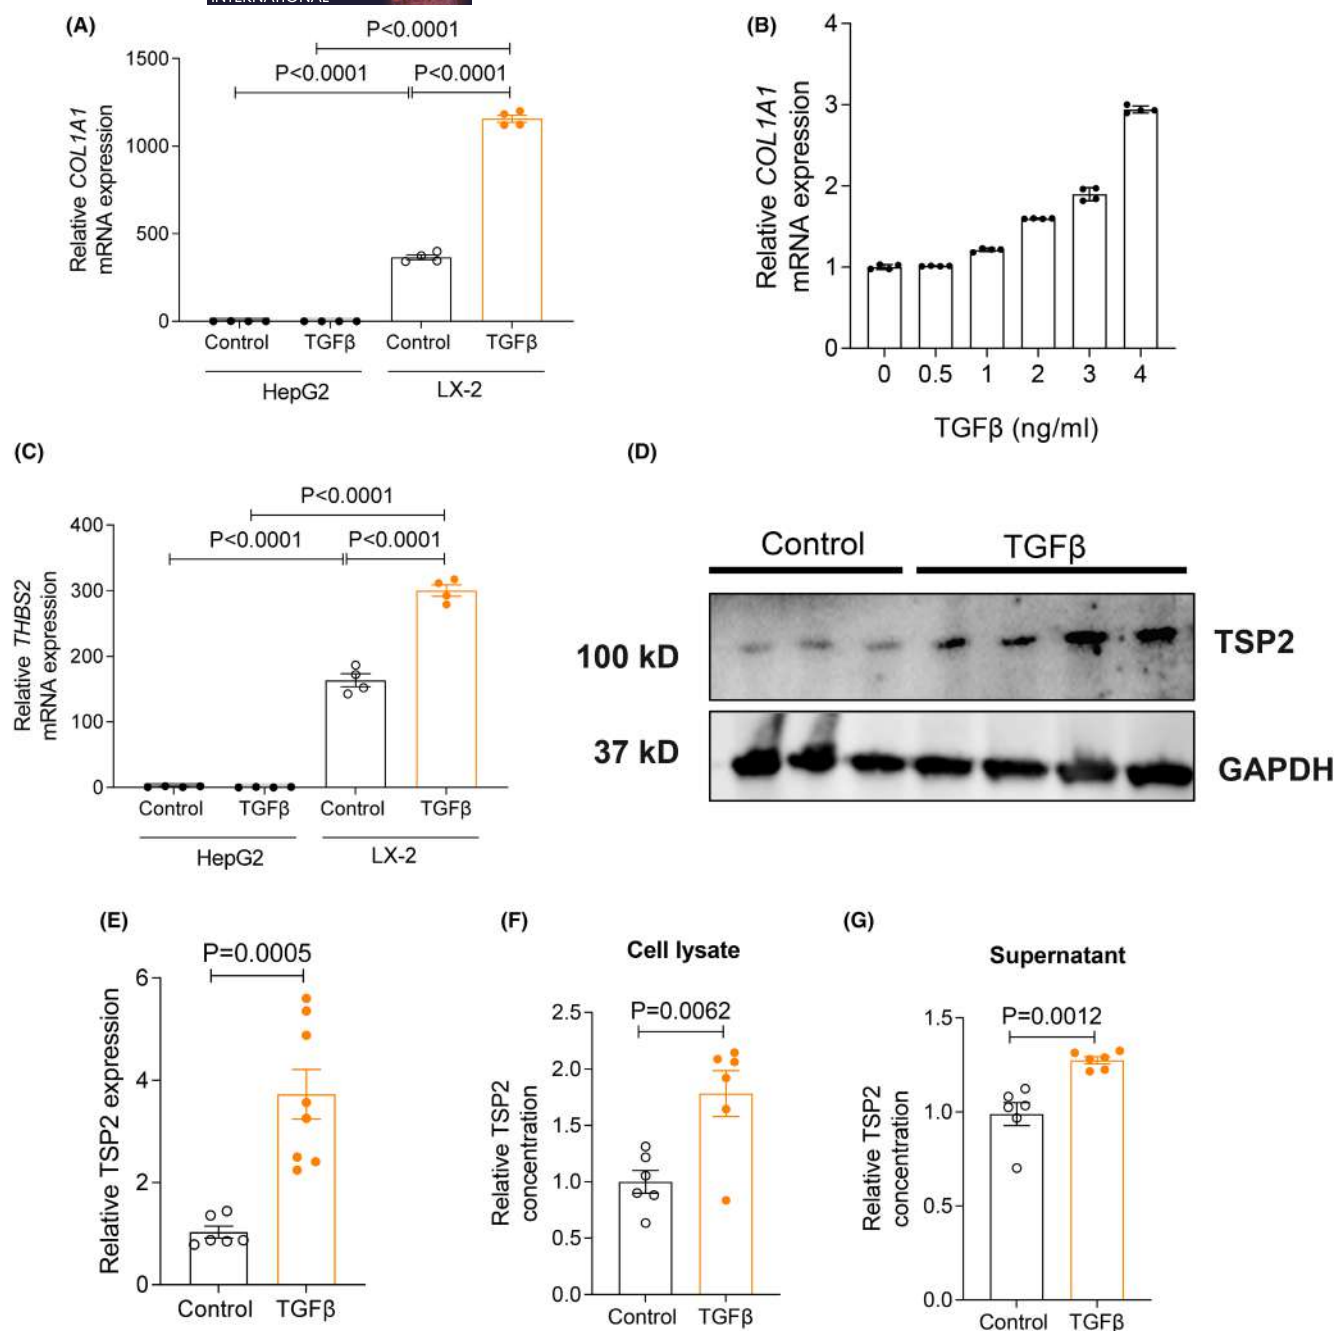 INTERNATIONAL
(A)
P<0.0001
P<0.0001
P<0.0001
1500
1000
500
0
Relative COL1A1
mRNA expression
Control
TGFβ
Control
TGFβ
HepG2
LX-2
(B)
4
3
2
1
0
Relative COL1A1
mRNA expression
0
0.5
1
2
3
4
TGFβ (ng/ml)
(C)
P<0.0001
P<0.0001
P<0.0001
400
300
200
100
0
Relative THBS2
mRNA expression
Control
TGFβ
Control
TGFβ
HepG2
LX-2
(D)
Control
TGFβ
100 kD
TSP2
37 kD
GAPDH
(E)
P=0.0005
6
4
2
0
Relative TSP2 expression
Control
TGFβ
(F)
Cell lysate
P=0.0062
2.5
2.0
1.5
1.0
0.5
0.0
Relative TSP2
concentration
Control
TGFβ
(G)
Supernatant
P=0.0012
1.5
1.0
0.5
0.0
Relative TSP2
concentration
Control
TGFβ